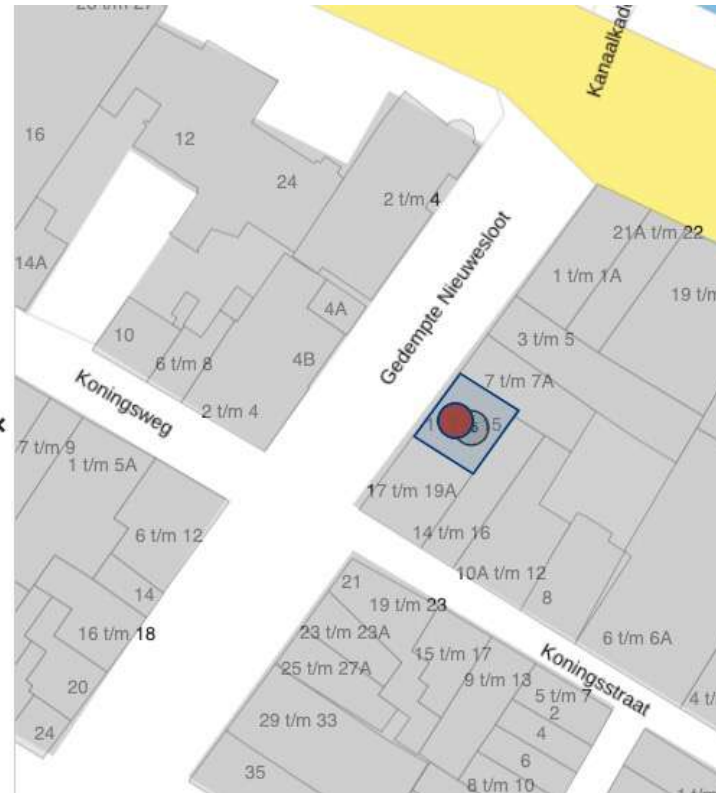 Kanaalkad
16
12
24
2 t/m 4
14A
21A t/m 22
1 t/m 1A
19 t/m
4A
3 t/m 5
10
6 t/m 8
4B
7 t/m 7A
Gedempte Nieuwesloot
Koningsweg
2 t/m 4
7 t/m 9
1 t/m 5A
17 t/m 19A
6 t/m 12
14 t/m 16
10A t/m 12
14
21
8
19 t/m 23
16 t/m 18
23 t/m 23A
6 t/m 6A
15 t/m 17
Koningsstraat
25 t/m 27A
9 t/m 13
20
5 t/m 7
4 t/
2
29 t/m 33
24
4
6
35
8 t/m 10